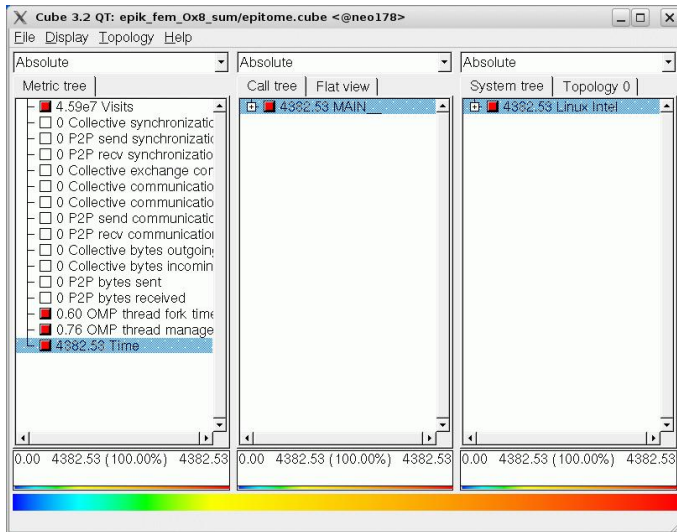 Cube 3.2 QT: epik_fem_0x8_sum/epitome.cube <@neo178>
File Display Topology Help
Absolute
Absolute
Absolute
Metric tree
Call tree Flat view
System tree Topology 0
4.59e7 Visits
0 Collective synchronizatic
0 P2P send synchronizatic
0 P2P recv synchronizatio
0 Collective exchange cor
0 Collective communicatio
0 Collective communicatio
0 P2P send communicatio
0 P2P recv communication
0 Collective bytes outgoin
0 Collective bytes incomin
0 P2P bytes sent
0 P2P bytes received
0.60 OMP thread fork time
0.76 OMP thread manage
4382.53 Time
4382.53 MAIN__
4382.53 Linux Intel
0.00 4382.53 (100.00%) 4382.53
0.00 4382.53 (100.00%) 4382.53
0.00 4382.53 (100.00%) 4382.53